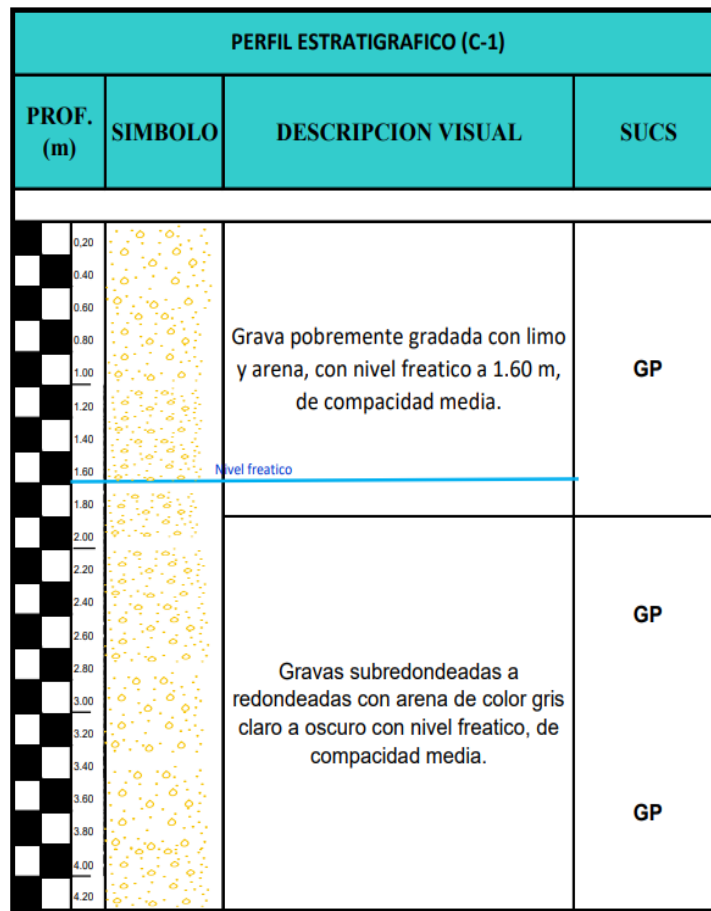 PERFIL ESTRATIGRAFICO (C-1)
PROF.
(m)
SIMBOLO
DESCRIPCION VISUAL
SUCS
0,20
0.40
0.60
0.80
1.00
1.20
1.40
1.60
1.80
2.00
2.20
2.40
2.60
2.80
3.00
3.20
3.40
3.60
3.80
4.00
4.20
Grava pobremente gradada con limo
y arena, con nivel freatico a 1.60 m,
de compacidad media.
GP
Nivel freatico
Gravas subredondeadas a
redondeadas con arena de color gris
claro a oscuro con nivel freatico, de
compacidad media.
GP
GP